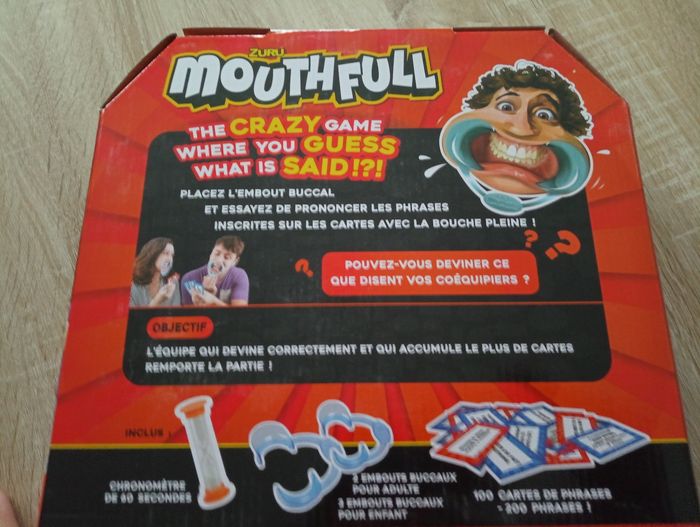 ZURU
MOUTHFULL
THE CRAZY GAME
WHERE YOU GUESS
WHAT IS SAID!?!
PLACEZ L'EMBOUT BUCCAL
ET ESSAYEZ DE PRONONCER LES PHRASES
INSCRITES SUR LES CARTES AVEC LA BOUCHE PLEINE !
POUVEZ-VOUS DEVINER CE
QUE DISENT VOS COÉQUIPIERS ?
OBJECTIF
L'ÉQUIPE QUI DEVINE CORRECTEMENT ET QUI ACCUMULE LE PLUS DE CARTES
REMPORTE LA PARTIE !
INCLUS :
CHRONOMÈTRE
DE 60 SECONDES
2 EMBOUTS BUCCAUX
POUR ADULTE
3 EMBOUTS BUCCAUX
POUR ENFANT
100 CARTES DE PHRASES
- 200 PHRASES !